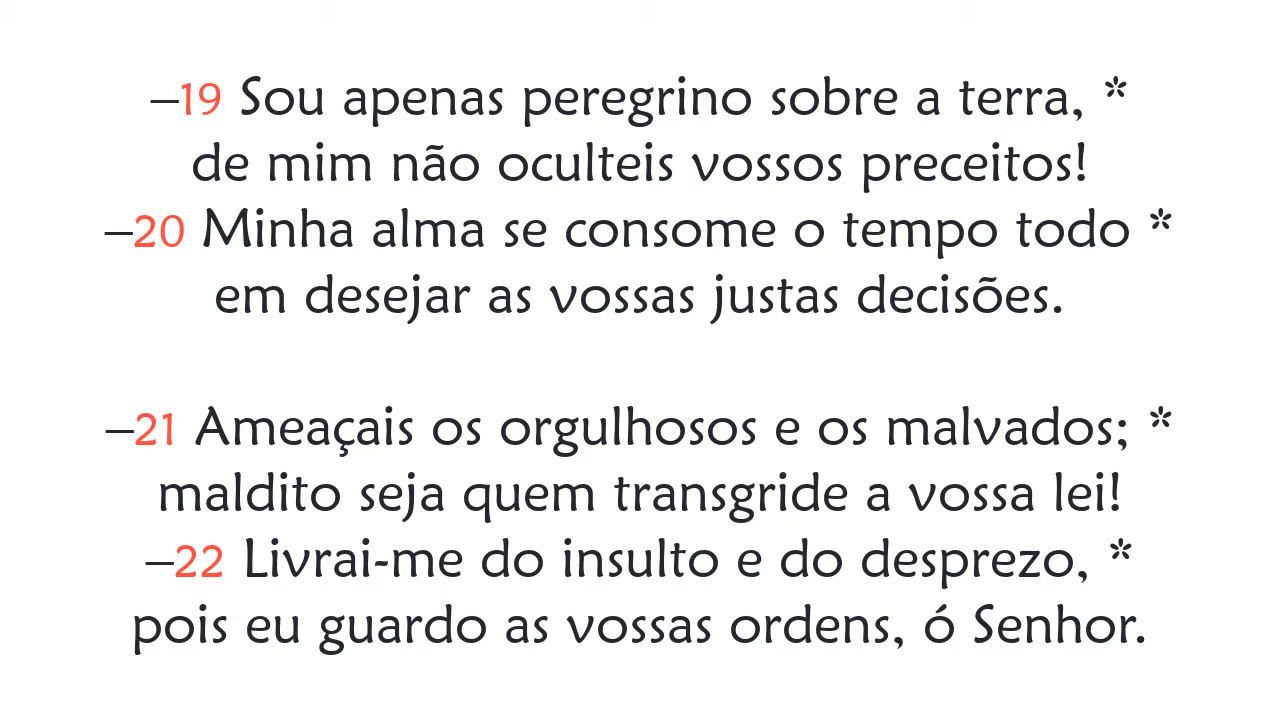 –19 Sou apenas peregrino sobre a terra, *
de mim não oculteis vossos preceitos!
–20 Minha alma se consome o tempo todo *
em desejar as vossas justas decisões.
–21 Ameaçais os orgulhosos e os malvados; *
maldito seja quem transgride a vossa lei!
–22 Livrai-me do insulto e do desprezo, *
pois eu guardo as vossas ordens, ó Senhor.